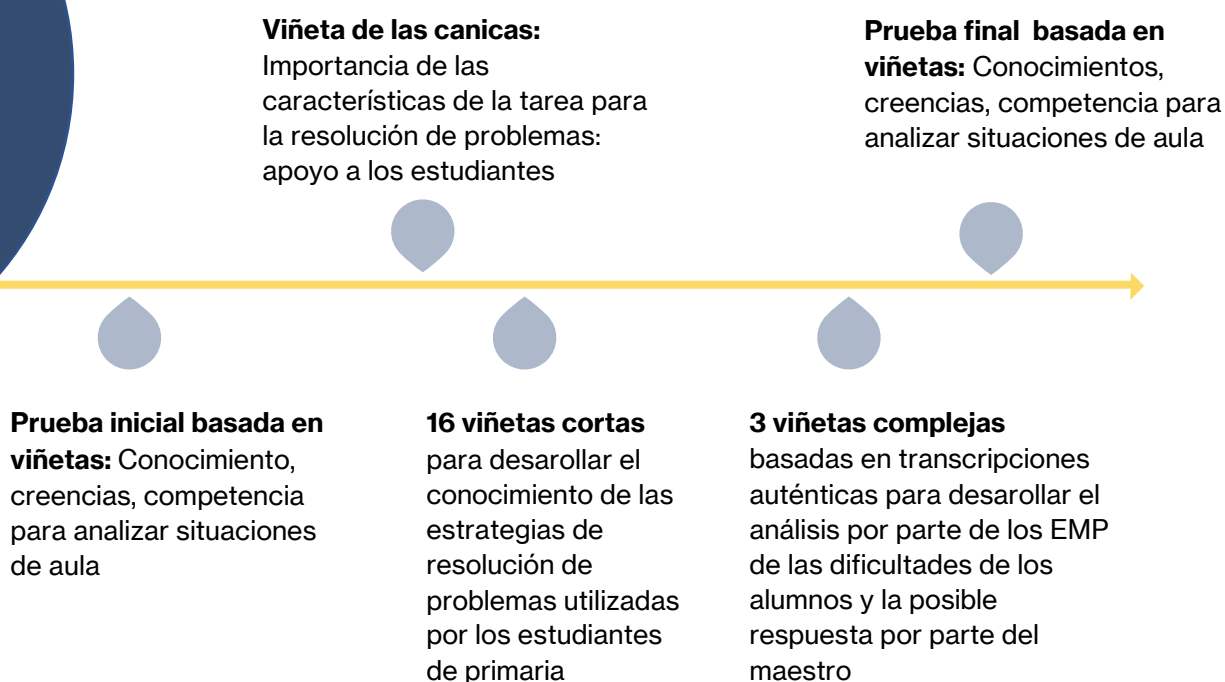 Viñeta de las canicas:
Importancia de las
características de la tarea para
la resolución de problemas:
apoyo a los estudiantes
Prueba final  basada en
viñetas: Conocimientos,
creencias, competencia para
analizar situaciones de aula
Prueba inicial basada en
viñetas: Conocimiento,
creencias, competencia
para analizar situaciones
de aula
16 viñetas cortas
para desarollar el
conocimiento de las
estrategias de
resolución de
problemas utilizadas
por los estudiantes
de primaria
3 viñetas complejas
basadas en transcripciones
auténticas para desarollar el
análisis por parte de los EMP
de las dificultades de los
alumnos y la posible
respuesta por parte del
maestro